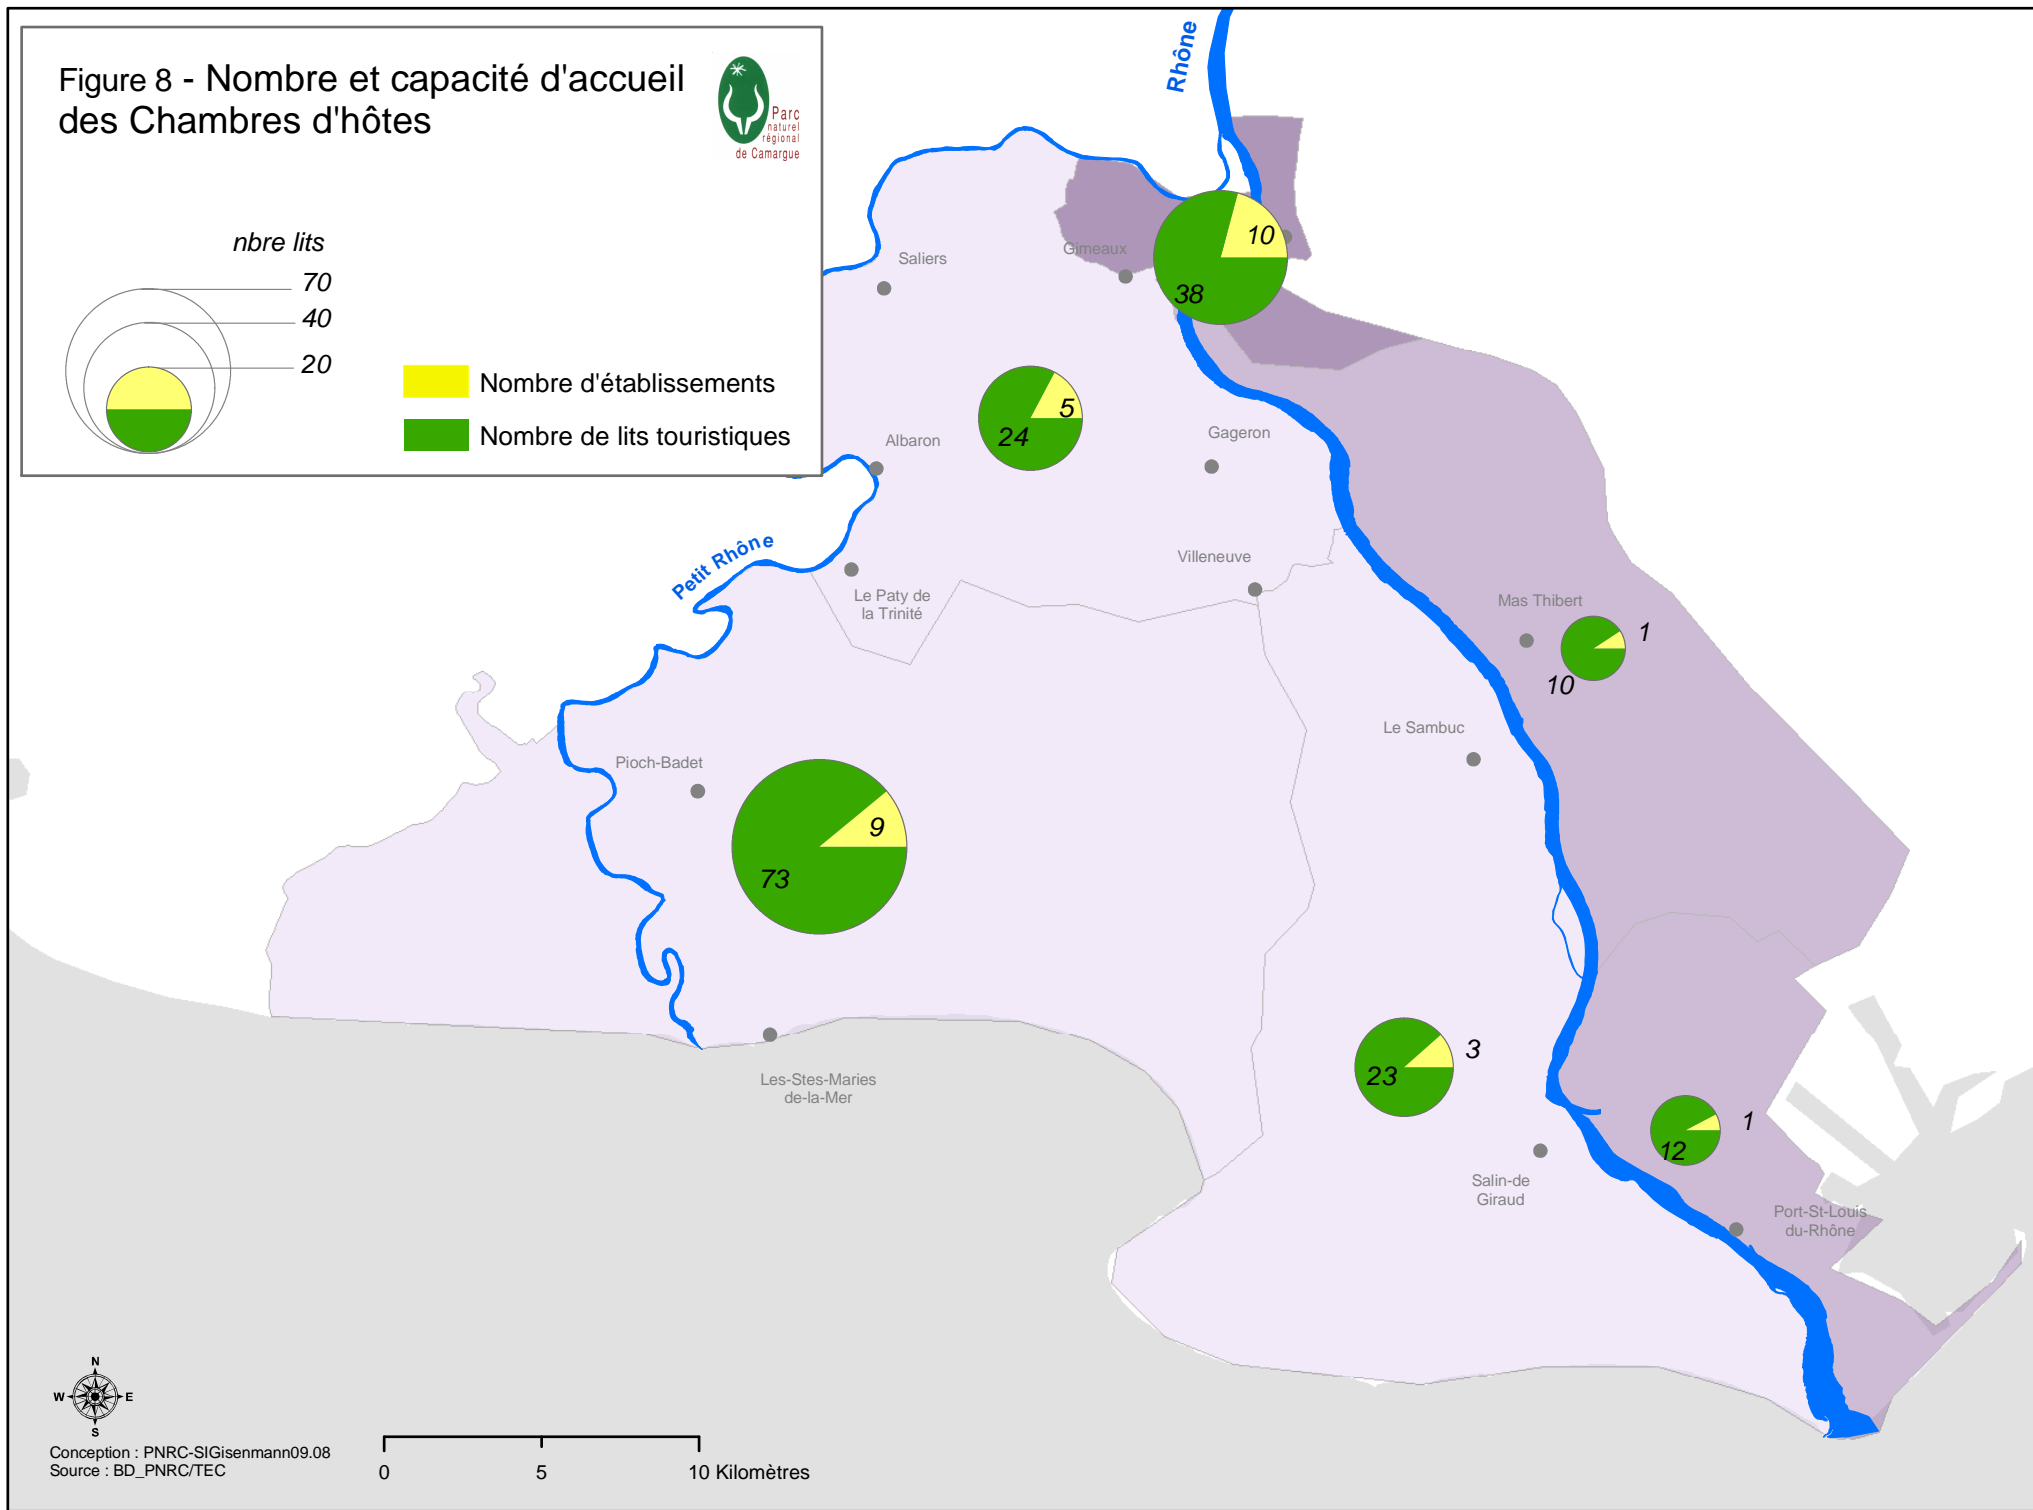 Figure 8 - Nombre et capacité d'accueil
des Chambres d'hôtes
Parc
naturel
régional
de Camargue
nbre lits
70
40
20
Nombre d'établissements
Nombre de lits touristiques
Rhône
Petit Rhône
Saliers
Gimeaux
10
38
5
24
Albaron
Gageron
Villeneuve
Le Paty de
la Trinité
Mas Thibert
1
10
Le Sambuc
Pioch-Badet
9
73
3
23
1
12
Les-Stes-Maries
de-la-Mer
Salin-de
Giraud
Port-St-Louis
du-Rhône
N
W
E
S
Conception : PNRC-SIGisenmann09.08
Source : BD_PNRC/TEC
0
5
10 Kilomètres